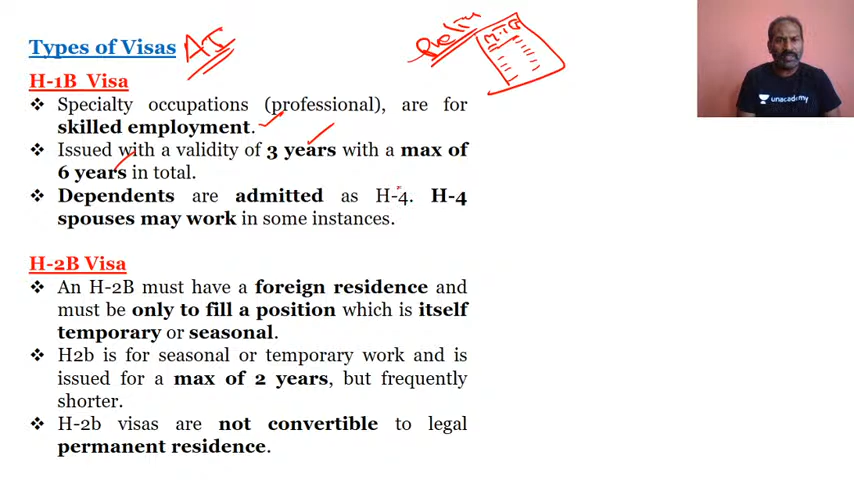 Types of Visas
H-1B Visa
❖ Specialty occupations (professional), are for
skilled employment.
❖ Issued with a validity of 3 years with a max of
6 years in total.
❖ Dependents are admitted as H-4. H-4
spouses may work in some instances.
H-2B Visa
❖ An H-2B must have a foreign residence and
must be only to fill a position which is itself
temporary or seasonal.
❖ H2b is for seasonal or temporary work and is
issued for a max of 2 years, but frequently
shorter.
❖ H-2b visas are not convertible to legal
permanent residence.
unacademy